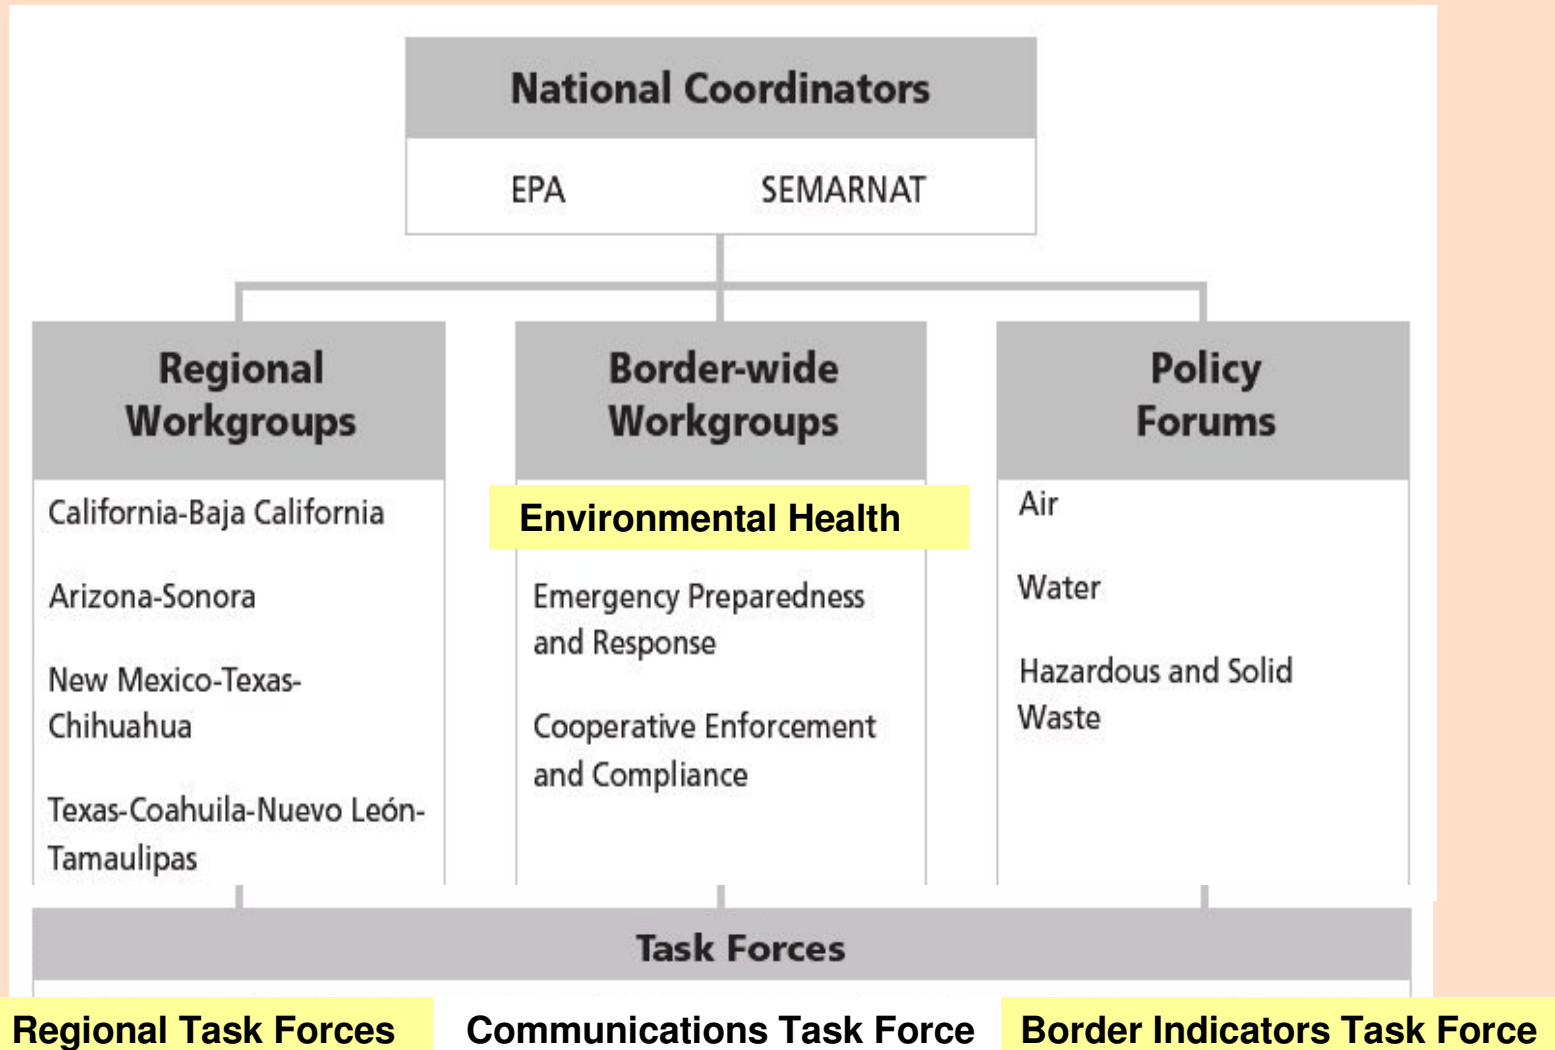 National Coordinators
EPA SEMARNAT
Regional
Workgroups
California-Baja California
Arizona-Sonora
New Mexico-Texas-
Chihuahua
Texas-Coahuila-Nuevo León-
Tamaulipas
Border-wide
Workgroups
Environmental Health
Emergency Preparedness
and Response
Cooperative Enforcement
and Compliance
Policy
Forums
Air
Water
Hazardous and Solid
Waste
Task Forces
Regional Task Forces Communications Task Force Border Indicators Task Force